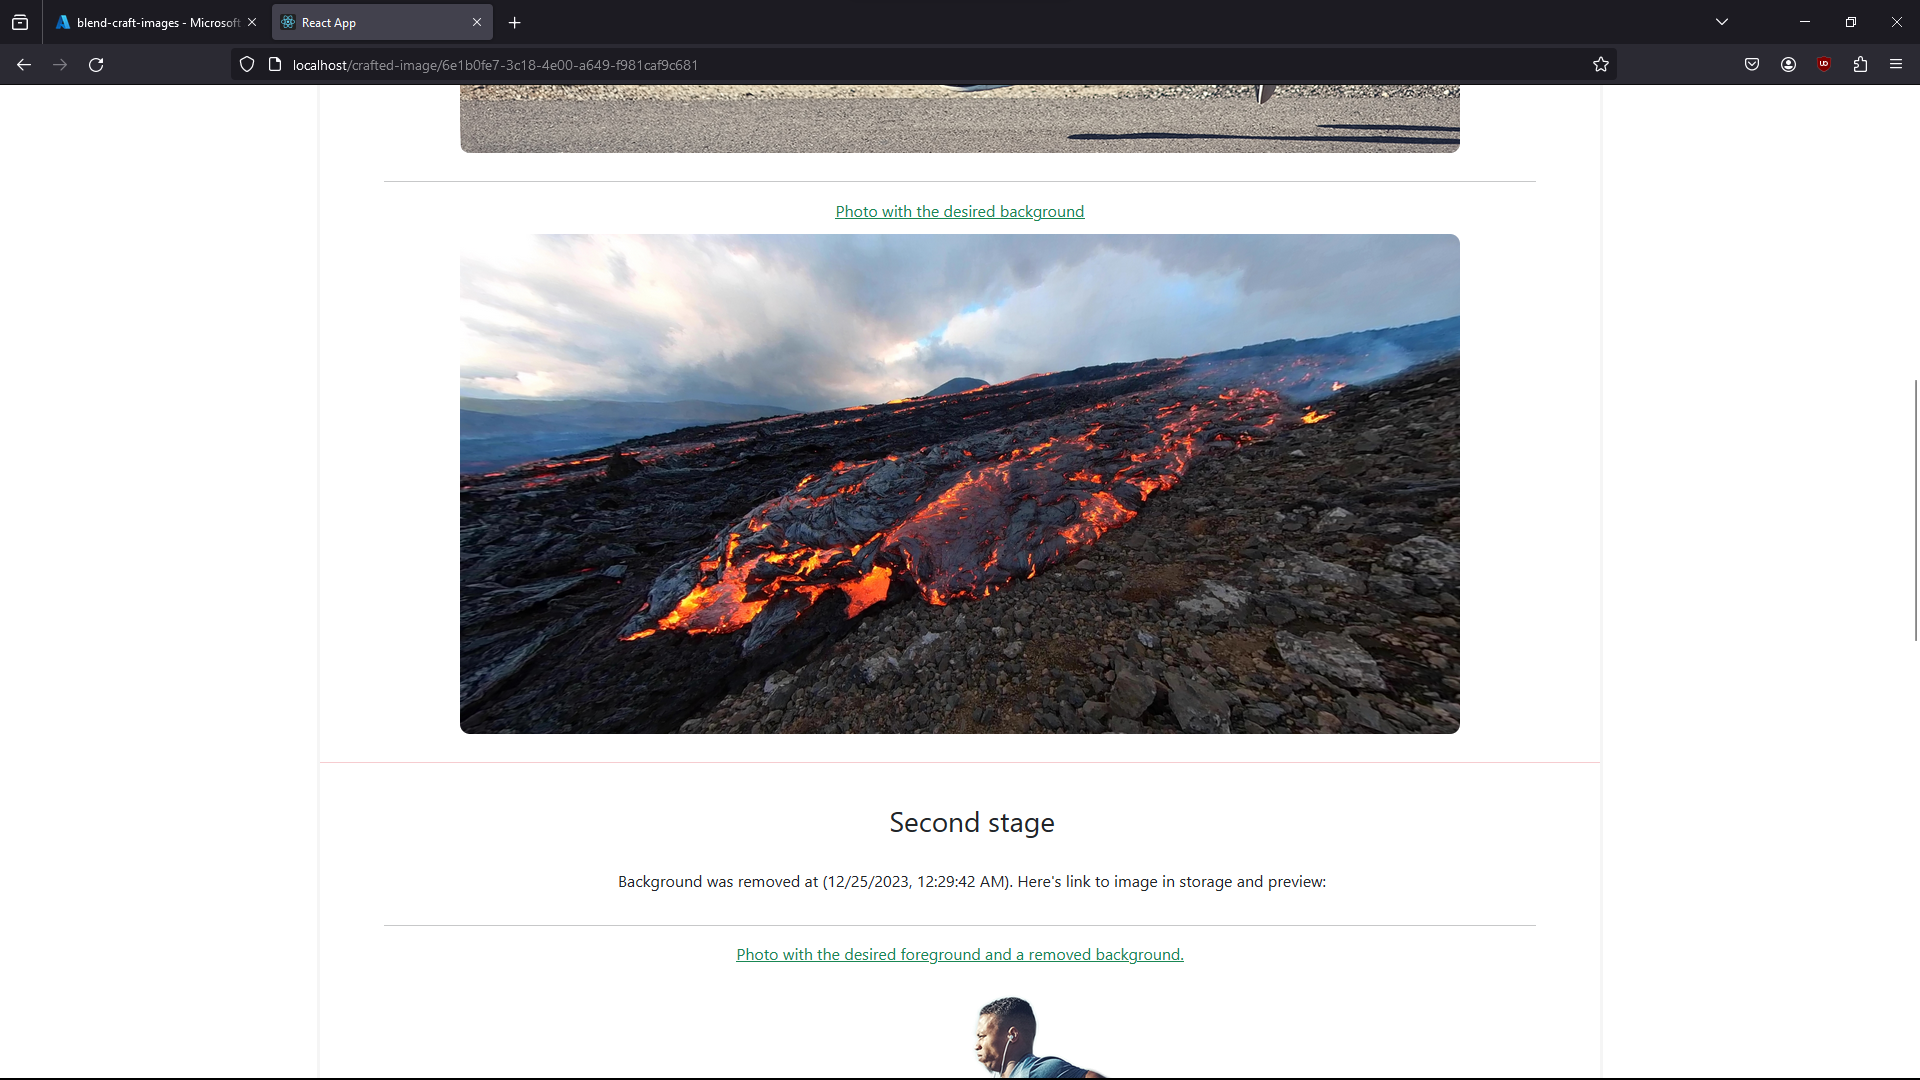 blend-craft-images - Microsoft
React App
localhost/crafted-image/6e1b0fe7-3c18-4e00-a649-f981caf9c681
Photo with the desired background
Second stage
Background was removed at (12/25/2023, 12:29:42 AM). Here's link to image in storage and preview:
Photo with the desired foreground and a removed background.